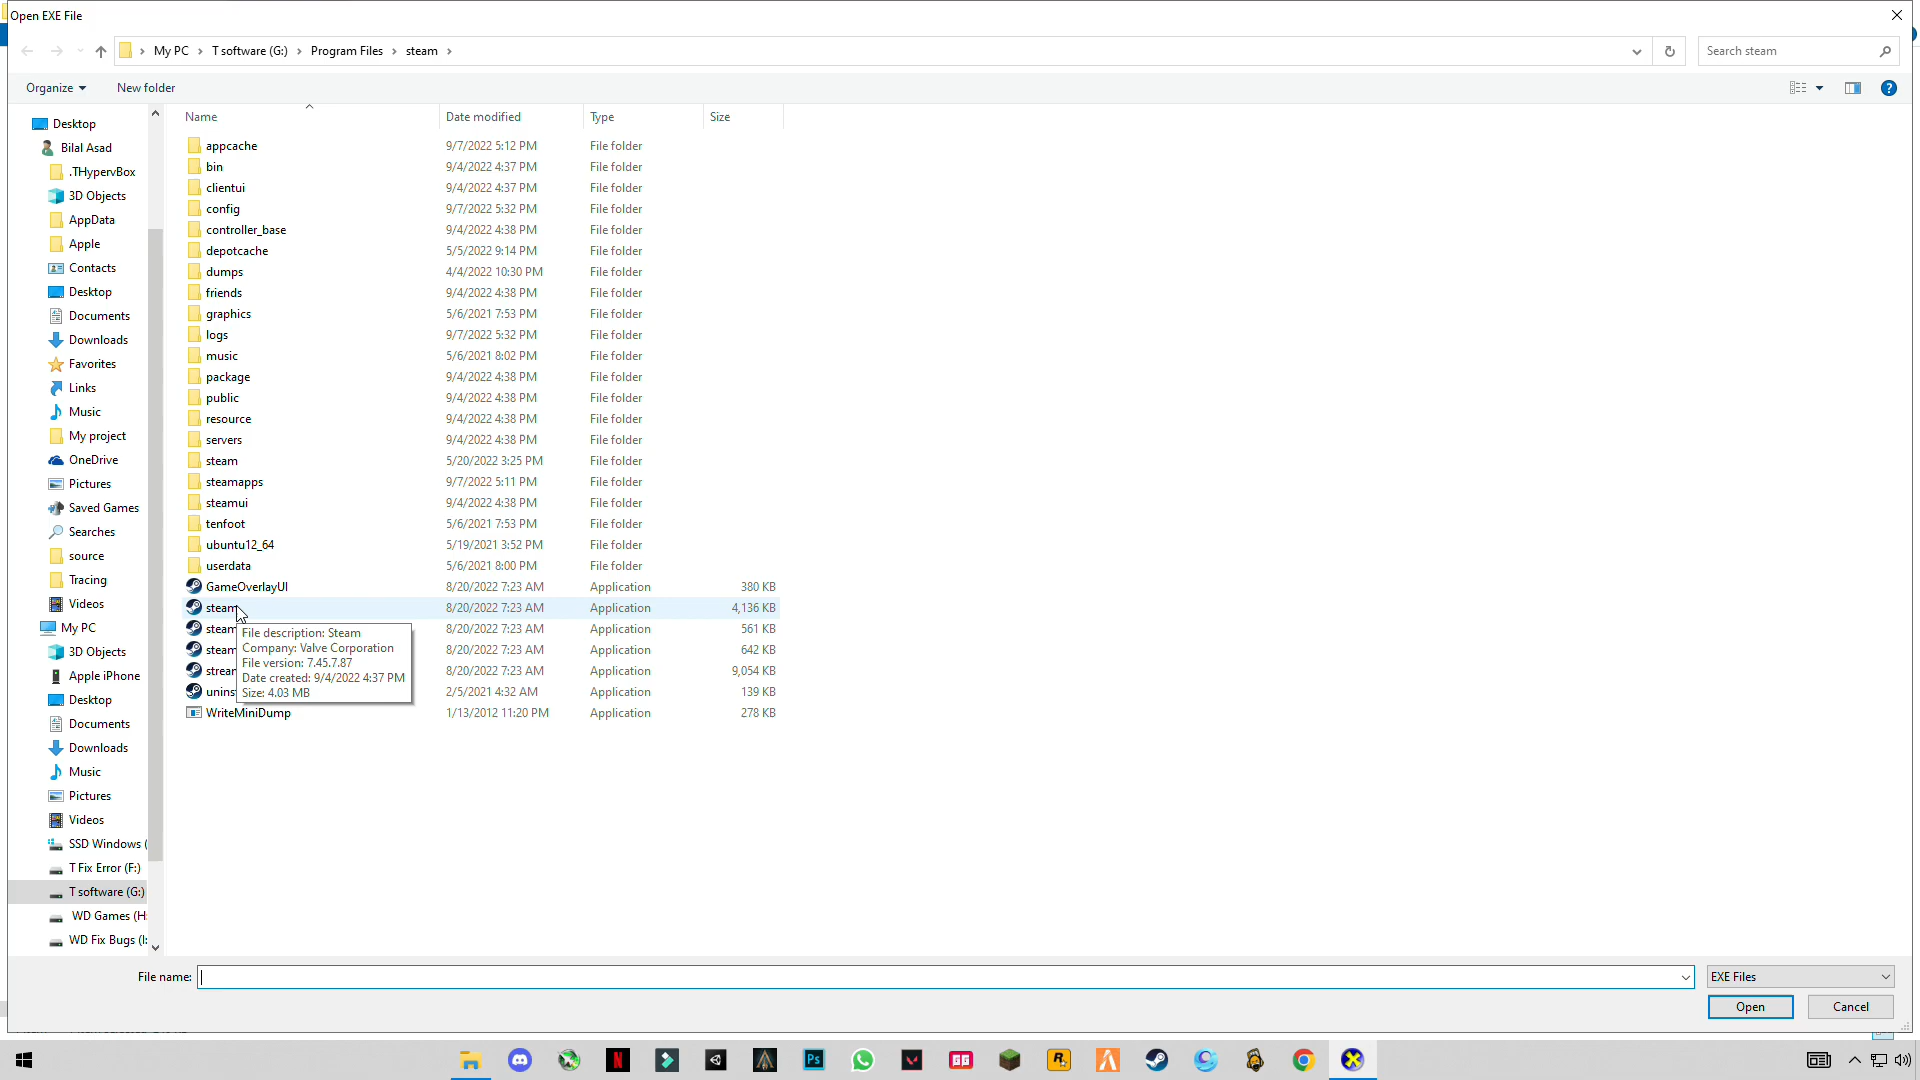 Open EXE File
My PC > T software (G:) > Program Files > steam >
Search steam
Organize
New folder
Name
Date modified
Type
Size
Desktop
Bilal Asad
.THypervBox
3D Objects
AppData
Apple
Contacts
Desktop
Documents
Downloads
Favorites
Links
Music
My project
OneDrive
Pictures
Saved Games
Searches
source
Tracing
Videos
My PC
3D Objects
Apple iPhone
Desktop
Documents
Downloads
Music
Pictures
Videos
SSD Windows (
T Fix Error (F:)
T software (G:)
WD Games (H:
WD Fix Bugs (I:
appcache 9/7/2022 5:12 PM File folder
bin 9/4/2022 4:37 PM File folder
clientui 9/4/2022 4:37 PM File folder
config 9/7/2022 5:32 PM File folder
controller_base 9/4/2022 4:38 PM File folder
depotcache 5/5/2022 9:14 PM File folder
dumps 4/4/2022 10:30 PM File folder
friends 9/4/2022 4:38 PM File folder
graphics 5/6/2021 7:53 PM File folder
logs 9/7/2022 5:32 PM File folder
music 5/6/2021 8:02 PM File folder
package 9/4/2022 4:38 PM File folder
public 9/4/2022 4:38 PM File folder
resource 9/4/2022 4:38 PM File folder
servers 9/4/2022 4:38 PM File folder
steam 5/20/2022 3:25 PM File folder
steamapps 9/7/2022 5:11 PM File folder
steamui 9/4/2022 4:38 PM File folder
tenfoot 5/6/2021 7:53 PM File folder
ubuntu12_64 5/19/2021 3:52 PM File folder
userdata 5/6/2021 8:00 PM File folder
GameOverlayUI 8/20/2022 7:23 AM Application 380 KB
steam 8/20/2022 7:23 AM Application 4,136 KB
steam 8/20/2022 7:23 AM Application 561 KB
steam 8/20/2022 7:23 AM Application 642 KB
strean 8/20/2022 7:23 AM Application 9,054 KB
unins 2/5/2021 4:32 AM Application 139 KB
WriteMiniDump 1/13/2012 11:20 PM Application 278 KB
File description: Steam
Company: Valve Corporation
File version: 7.45.7.87
Date created: 9/4/2022 4:37 PM
Size: 4.03 MB
File name:
EXE Files
Open
Cancel